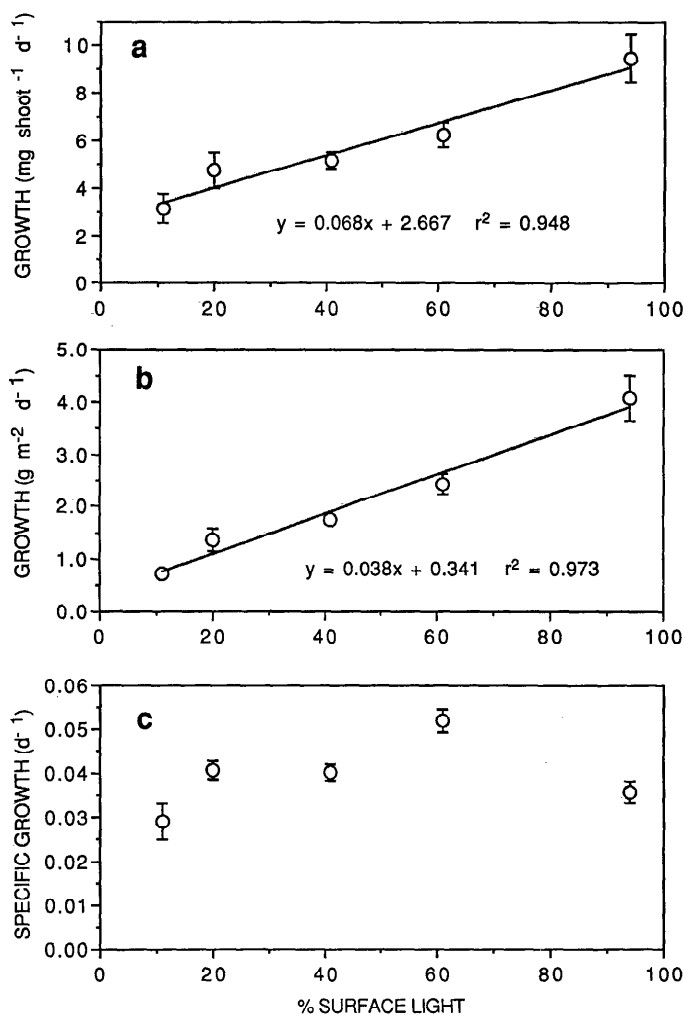 a
GROWTH (mg shoot⁻¹ d⁻¹)
10
8
6
4
2
0
y = 0.068x + 2.667 r² = 0.948
0 20 40 60 80 100
b
GROWTH (g m⁻² d⁻¹)
5.0
4.0
3.0
2.0
1.0
0.0
y = 0.038x + 0.341 r² = 0.973
0 20 40 60 80 100
c
SPECIFIC GROWTH (d⁻¹)
0.06
0.05
0.04
0.03
0.02
0.01
0.00
0 20 40 60 80 100
% SURFACE LIGHT